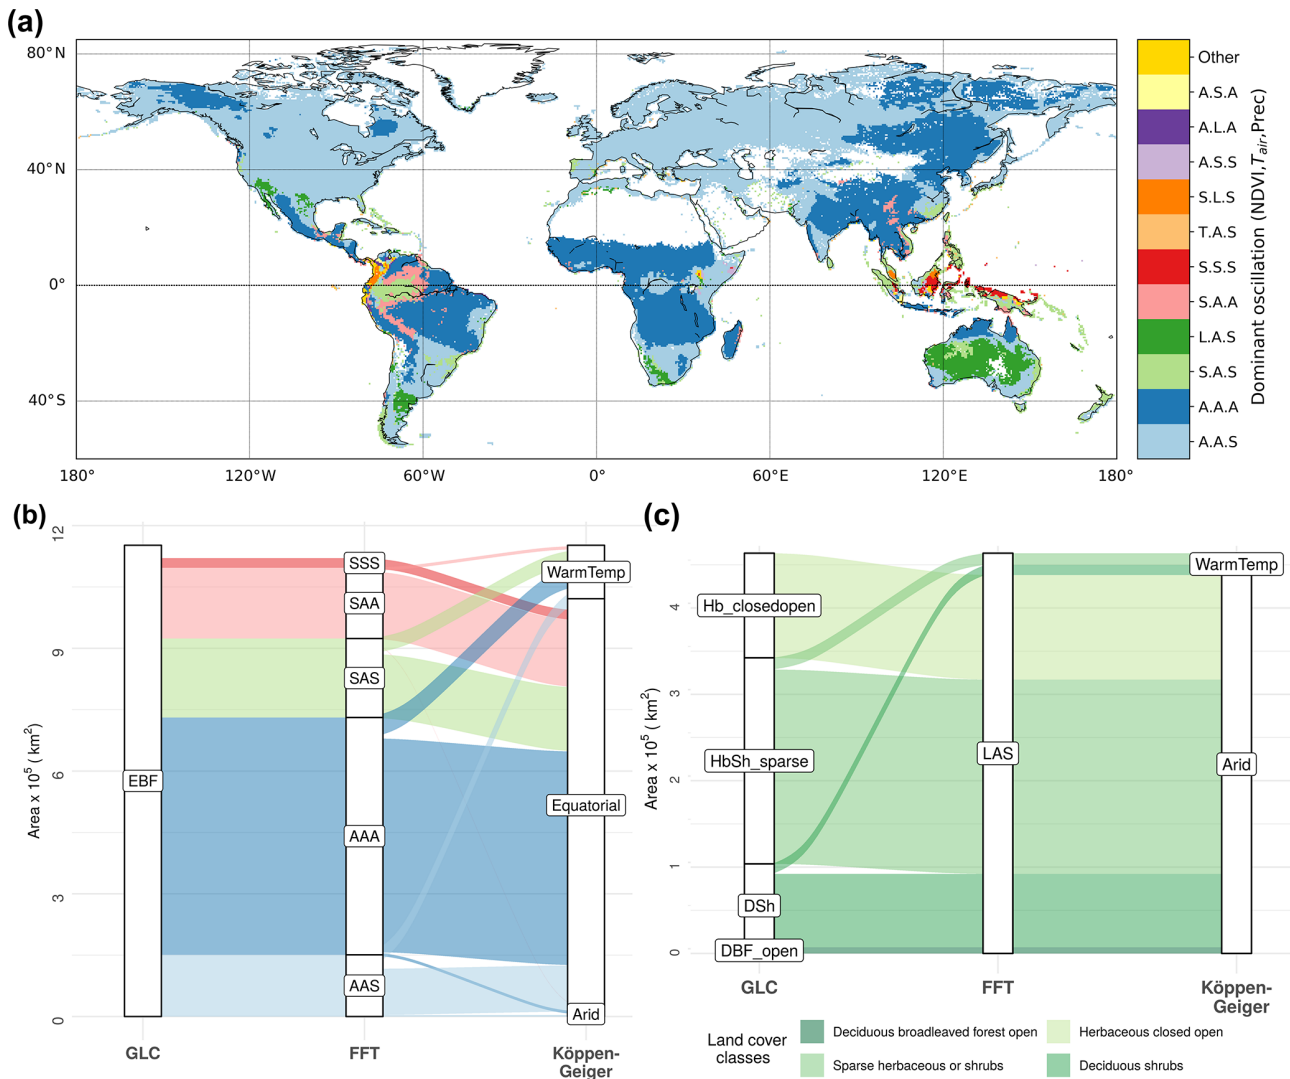 (a)
80° N
40° N
0°
40° S
180°
120°W
60°W
0°
60°E
120°E
180°
Other
A.S.A
A.L.A
A.S.S
S.L.S
T.A.S
S.S.S
S.A.A
L.A.S
S.A.S
A.A.A
A.A.S
Dominant oscillation (NDVI,Tair,Prec)
(b)
12
9
6
3
0
Area x 10⁵ ( km²)
EBF
SSS
SAA
SAS
AAA
AAS
WarmTemp
Equatorial
Arid
GLC
FFT
Köppen-
Geiger
(c)
4
3
2
1
0
Area x 10⁵ ( km²)
Hb_closedopen
HbSh_sparse
DSh
DBF_open
LAS
WarmTemp
Arid
GLC
FFT
Köppen-
Geiger
Land cover
classes
Deciduous broadleaved forest open
Herbaceous closed open
Sparse herbaceous or shrubs
Deciduous shrubs